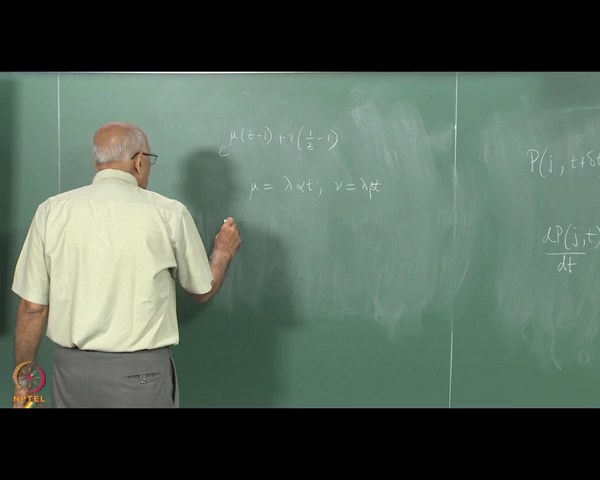 e^{μ(z-1) + ν(1/z - 1)}
μ = λαt, ν = λβt
P(j, t+δt
dP(j,t)
dt
NPTEL